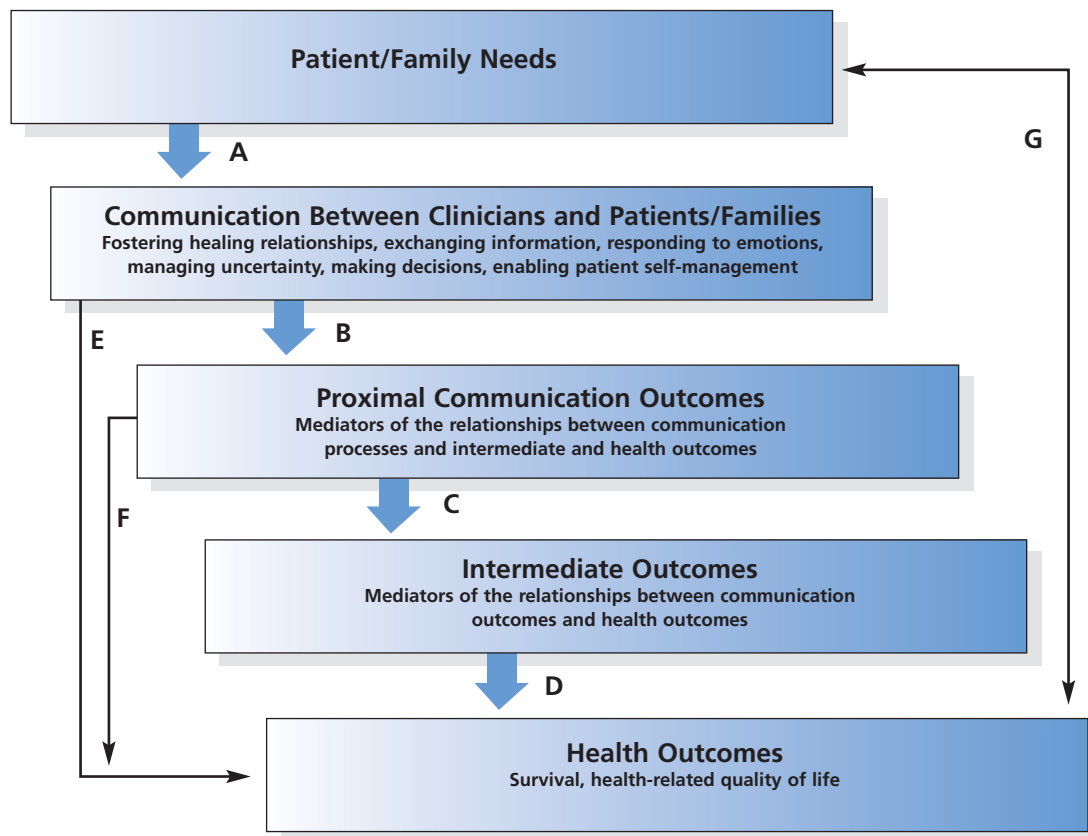 Patient/Family Needs
G
A
Communication Between Clinicians and Patients/Families
Fostering healing relationships, exchanging information, responding to emotions,
managing uncertainty, making decisions, enabling patient self-management
E
B
Proximal Communication Outcomes
Mediators of the relationships between communication
processes and intermediate and health outcomes
C
F
Intermediate Outcomes
Mediators of the relationships between communication
outcomes and health outcomes
D
Health Outcomes
Survival, health-related quality of life